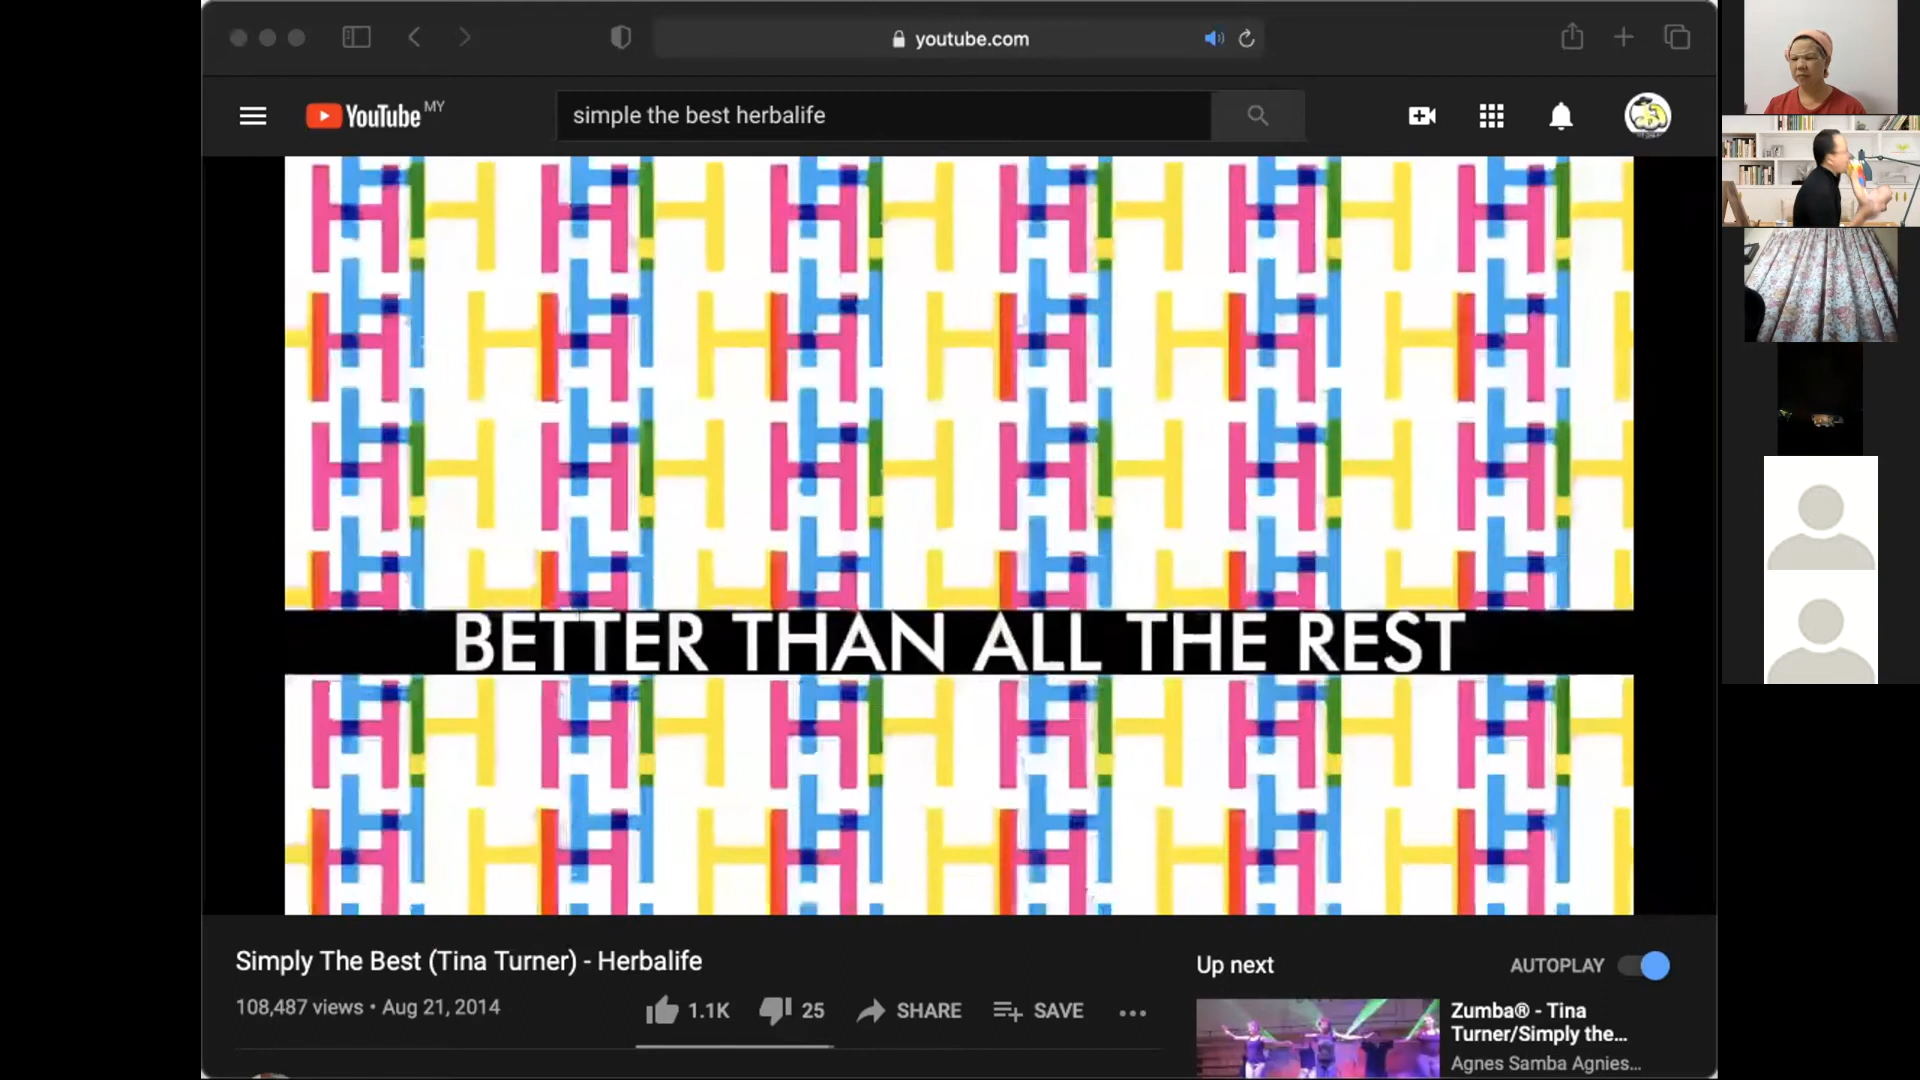 youtube.com
YouTube MY
simple the best herbalife
BETTER THAN ALL THE REST
Simply The Best (Tina Turner) - Herbalife
108,487 views • Aug 21, 2014
1.1K
25
SHARE
SAVE
Up next
AUTOPLAY
Zumba® - Tina
Turner/Simply the...
Agnes Samba Agnies...